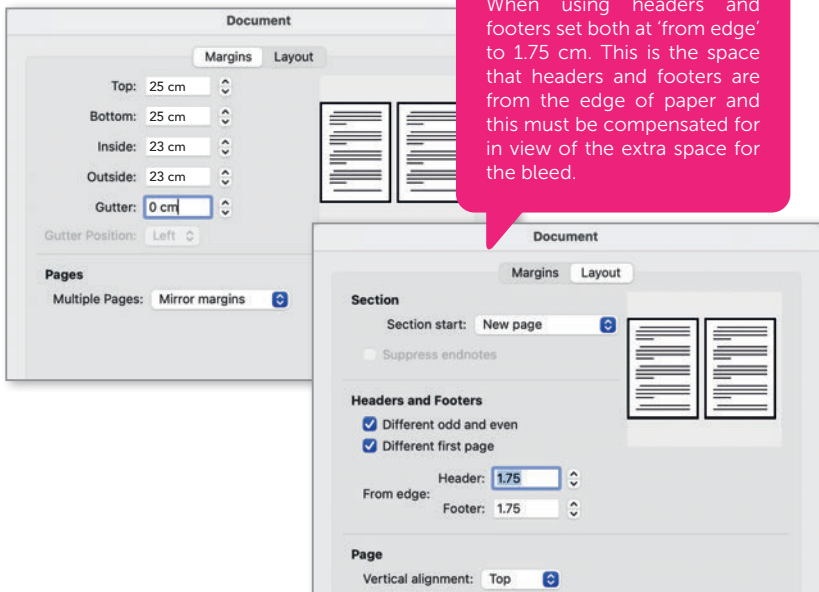 Document
Margins Layout
Top: 25 cm
Bottom: 25 cm
Inside: 23 cm
Outside: 23 cm
Gutter: 0 cm
Gutter Position: Left
Pages
Multiple Pages: Mirror margins
When using headers and
footers set both at ‘from edge’
to 1.75 cm. This is the space
that headers and footers are
from the edge of paper and
this must be compensated for
in view of the extra space for
the bleed.
Document
Margins Layout
Section
Section start: New page
Suppress endnotes
Headers and Footers
Different odd and even
Different first page
Header: 1.75
From edge:
Footer: 1.75
Page
Vertical alignment: Top